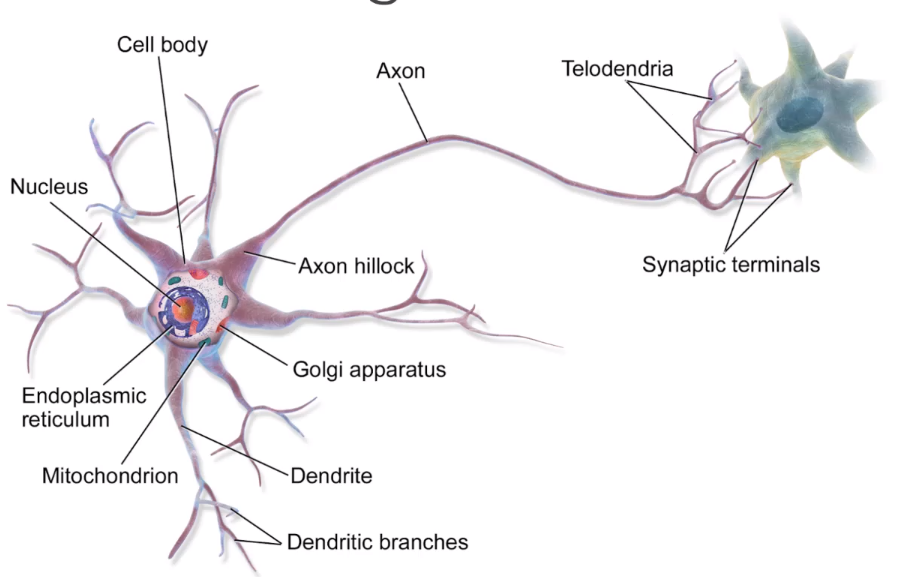 Cell body
Axon
Telodendria
Nucleus
Axon hillock
Synaptic terminals
Golgi apparatus
Endoplasmic
reticulum
Mitochondrion
Dendrite
Dendritic branches